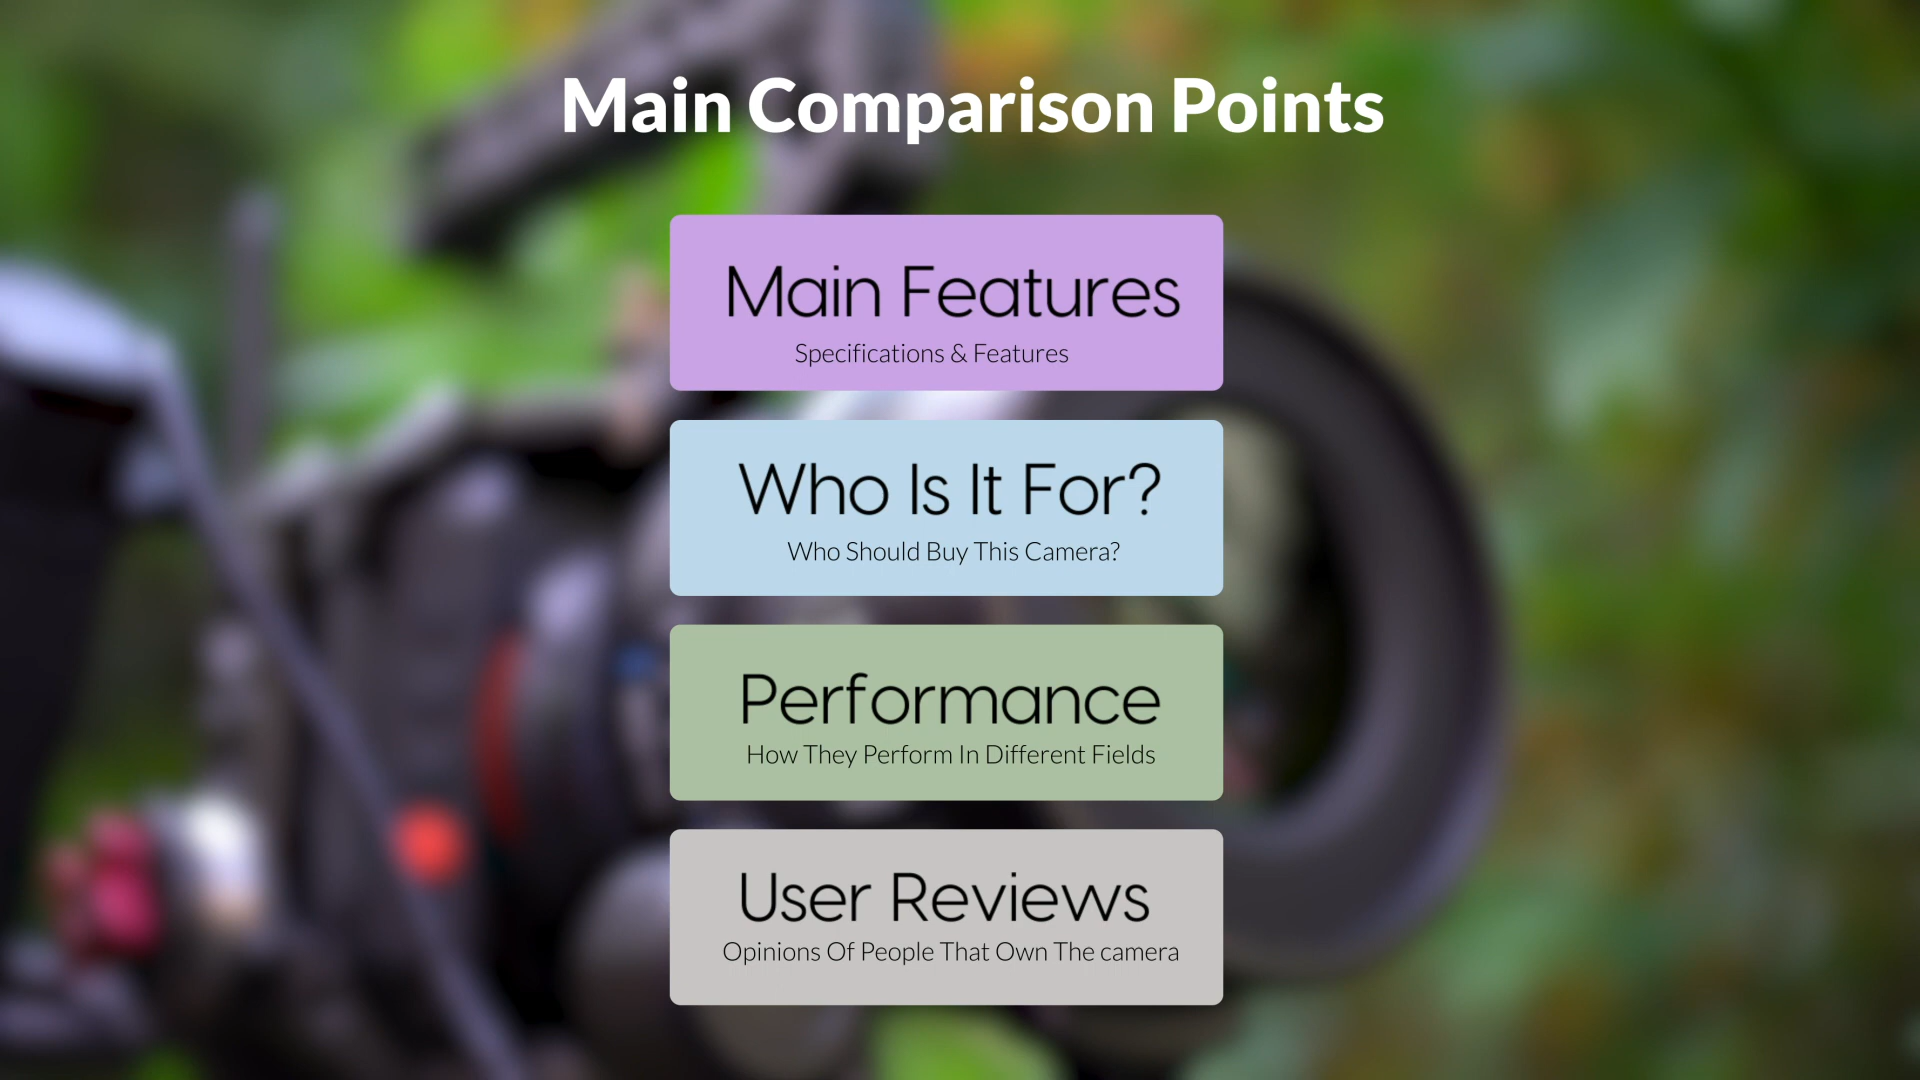 Main Comparison Points
Main Features
Specifications & Features
Who Is It For?
Who Should Buy This Camera?
Performance
How They Perform In Different Fields
User Reviews
Opinions Of People That Own The camera